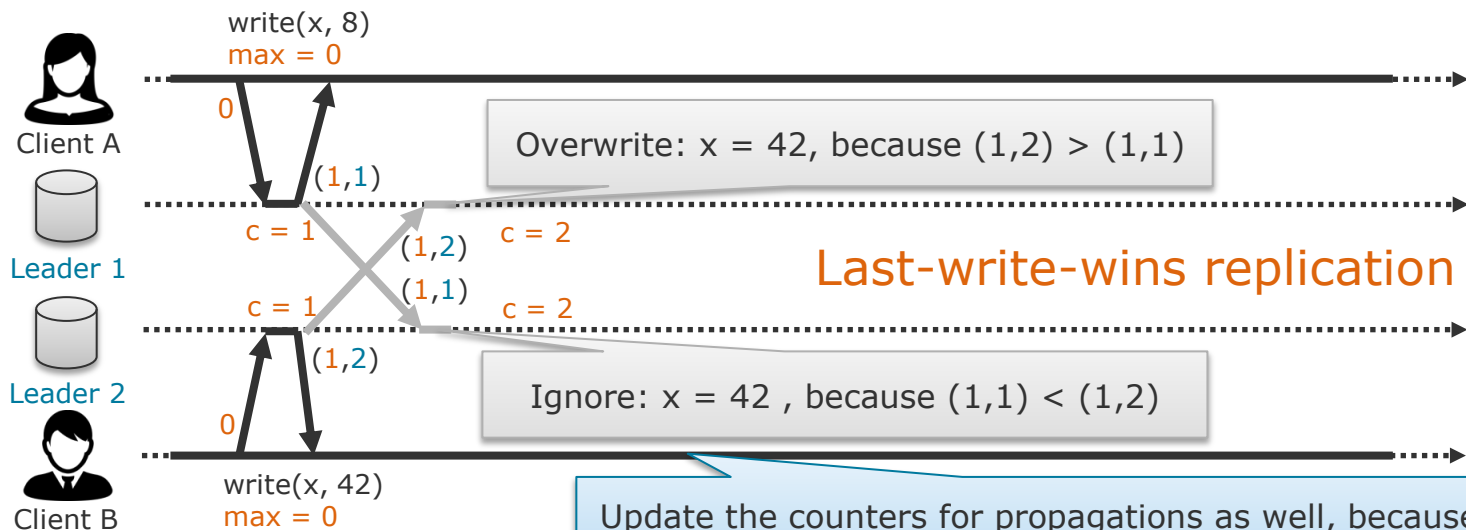 write(x, 8)
max = 0
0
Client A
Overwrite: x = 42, because (1,2) > (1,1)
(1,1)
c = 1
(1,2)
c = 2
Leader 1
Last-write-wins replication
(1,1)
c = 1
c = 2
(1,2)
Leader 2
Ignore: x = 42 , because (1,1) < (1,2)
0
write(x, 42)
Client B
max = 0
Update the counters for propagations as well, because